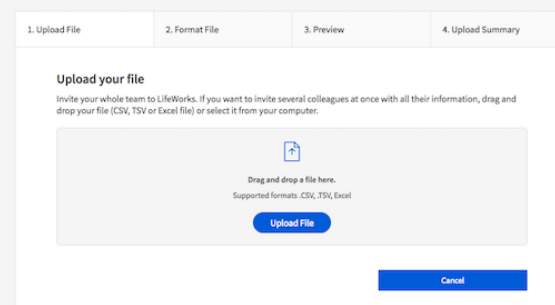 1. Upload File
2. Format File
3. Preview
4. Upload Summary
Upload your file
Invite your whole team to LifeWorks. If you want to invite several colleagues at once with all their information, drag and
drop your file (CSV, TSV or Excel file) or select it from your computer.
Drag and drop a file here.
Supported formats .CSV, .TSV, Excel
Upload File
Cancel